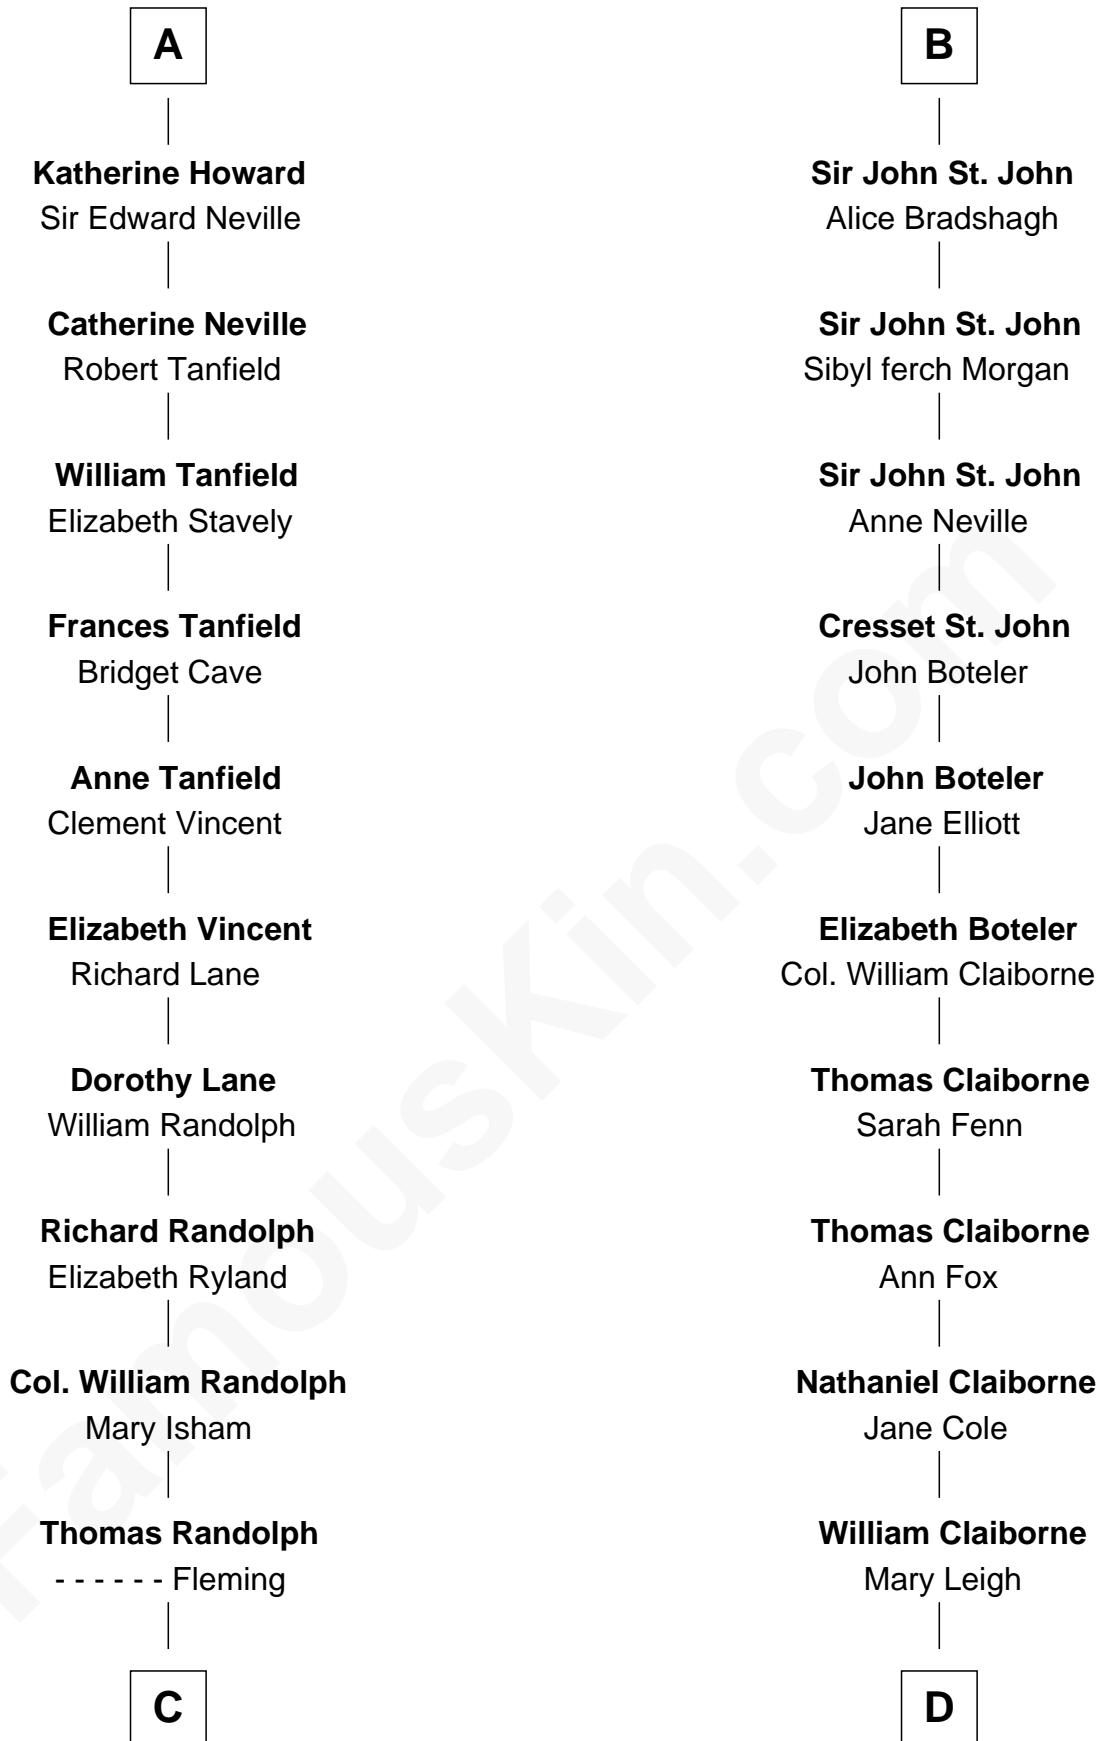 A
Katherine Howard
Sir Edward Neville
Catherine Neville
Robert Tanfield
William Tanfield
Elizabeth Stavely
Frances Tanfield
Bridget Cave
Anne Tanfield
Clement Vincent
Elizabeth Vincent
Richard Lane
Dorothy Lane
William Randolph
Richard Randolph
Elizabeth Ryland
Col. William Randolph
Mary Isham
Thomas Randolph
- - - - - - Fleming
C
B
Sir John St. John
Alice Bradshagh
Sir John St. John
Sibyl ferch Morgan
Sir John St. John
Anne Neville
Cresset St. John
John Boteler
John Boteler
Jane Elliott
Elizabeth Boteler
Col. William Claiborne
Thomas Claiborne
Sarah Fenn
Thomas Claiborne
Ann Fox
Nathaniel Claiborne
Jane Cole
William Claiborne
Mary Leigh
D
FamousKin.com